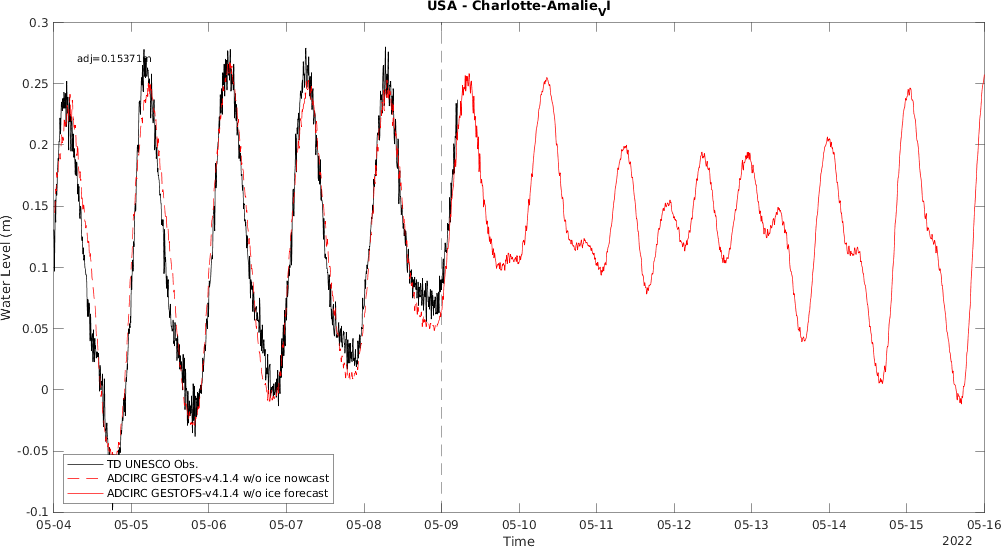 USA - Charlotte-Amalie_VI
adj=0.15371m
Water Level (m)
0.3
0.25
0.2
0.15
0.1
0.05
0
-0.05
-0.1
TD UNESCO Obs.
ADCIRC GESTOFS-v4.1.4 w/o ice nowcast
ADCIRC GESTOFS-v4.1.4 w/o ice forecast
05-04 05-05 05-06 05-07 05-08 05-09 05-10 05-11 05-12 05-13 05-14 05-15 05-16
Time
2022